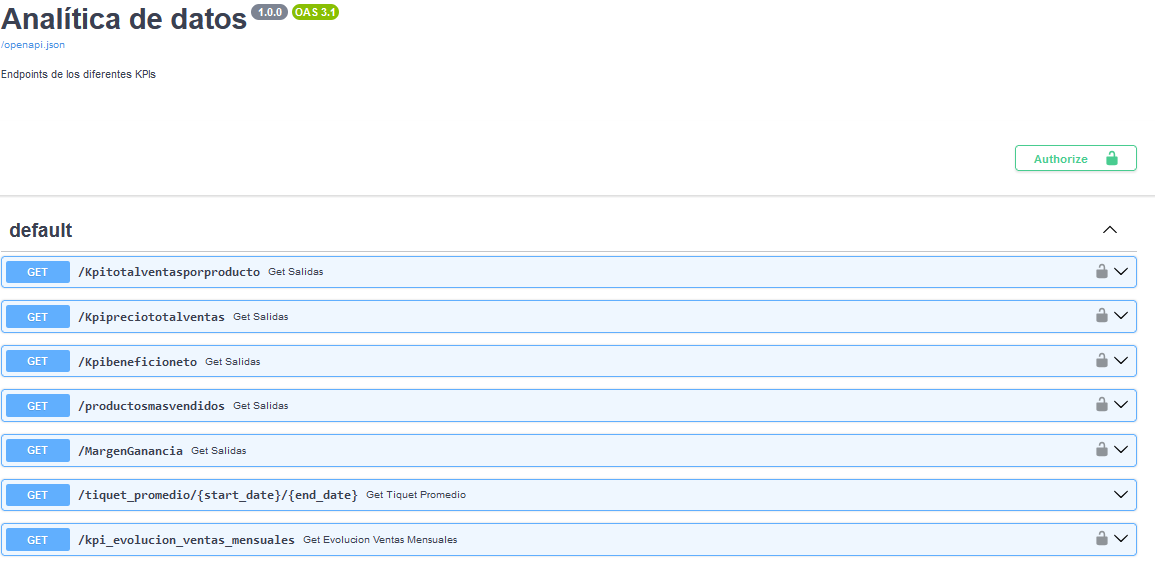 Analítica de datos 1.0.0 OAS 3.1
/openapi.json
Endpoints de los diferentes KPIs
Authorize
default
GET /Kpitotalventasporproducto Get Salidas
GET /Kpipreciototalventas Get Salidas
GET /Kpibeneficioneto Get Salidas
GET /productosmasvendidos Get Salidas
GET /MargenGanancia Get Salidas
GET /tiquet_promedio/{start_date}/{end_date} Get Tiquet Promedio
GET /kpi_evolucion_ventas_mensuales Get Evolucion Ventas Mensuales